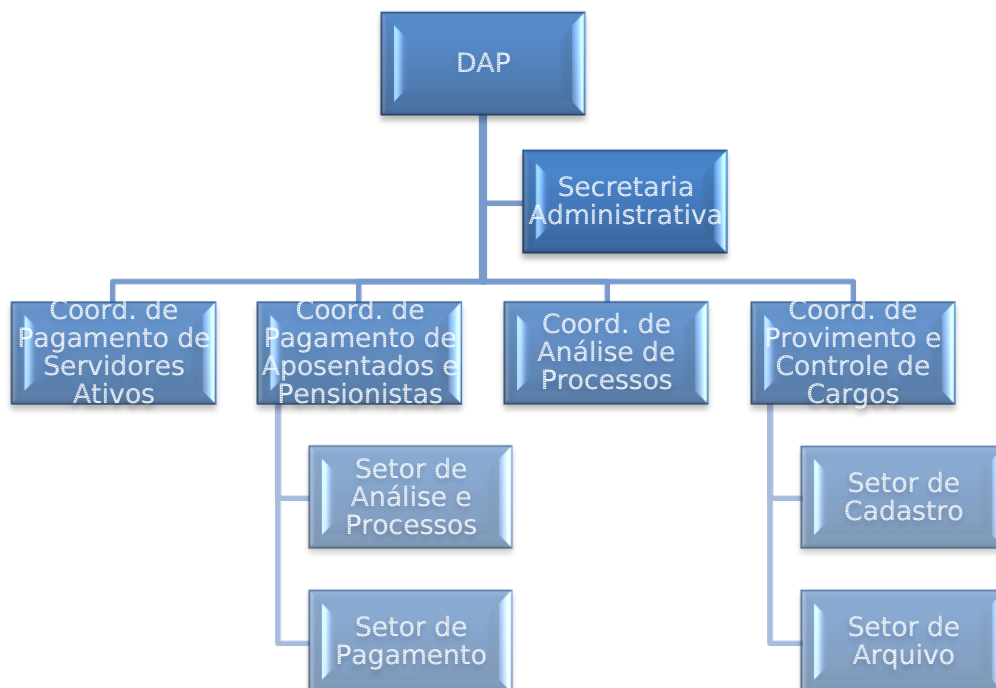 DAP
Secretaria
Administrativa
Coord. de
Pagamento de
Servidores
Ativos
Coord. de
Pagamento de
Aposentados e
Pensionistas
Coord. de
Análise de
Processos
Coord. de
Provimento e
Controle de
Cargos
Setor de
Análise e
Processos
Setor de
Pagamento
Setor de
Cadastro
Setor de
Arquivo